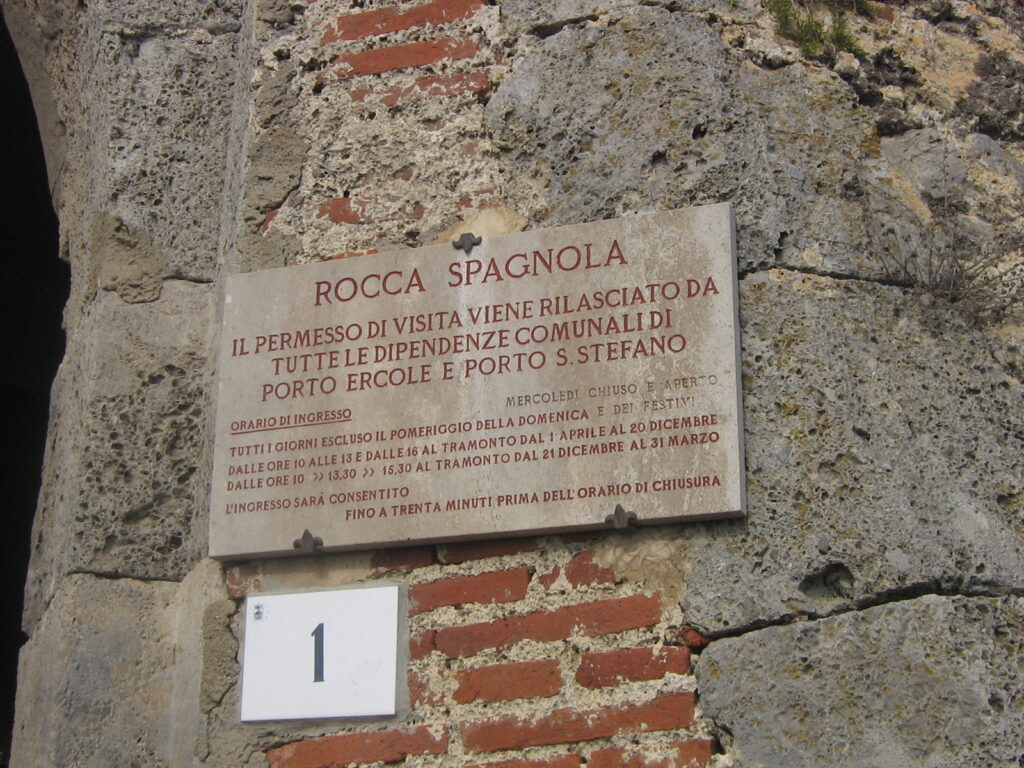 ROCCA SPAGNOLA
IL PERMESSO DI VISITA VIENE RILASCIATO DA
TUTTE LE DIPENDENZE COMUNALI DI
PORTO ERCOLE E PORTO S. STEFANO
MERCOLEDI CHIUSO E APERTO
ORARIO DI INGRESSO
TUTTI I GIORNI ESCLUSO IL POMERIGGIO DELLA DOMENICA E DEI FESTIVI
DALLE ORE 10 ALLE 13 E DALLE 16 AL TRAMONTO DAL 1 APRILE AL 20 DICEMBRE
DALLE ORE 10 >> 13,30 >> 15,30 AL TRAMONTO DAL 21 DICEMBRE AL 31 MARZO
L'INGRESSO SARÀ CONSENTITO
FINO A TRENTA MINUTI PRIMA DELL'ORARIO DI CHIUSURA
1